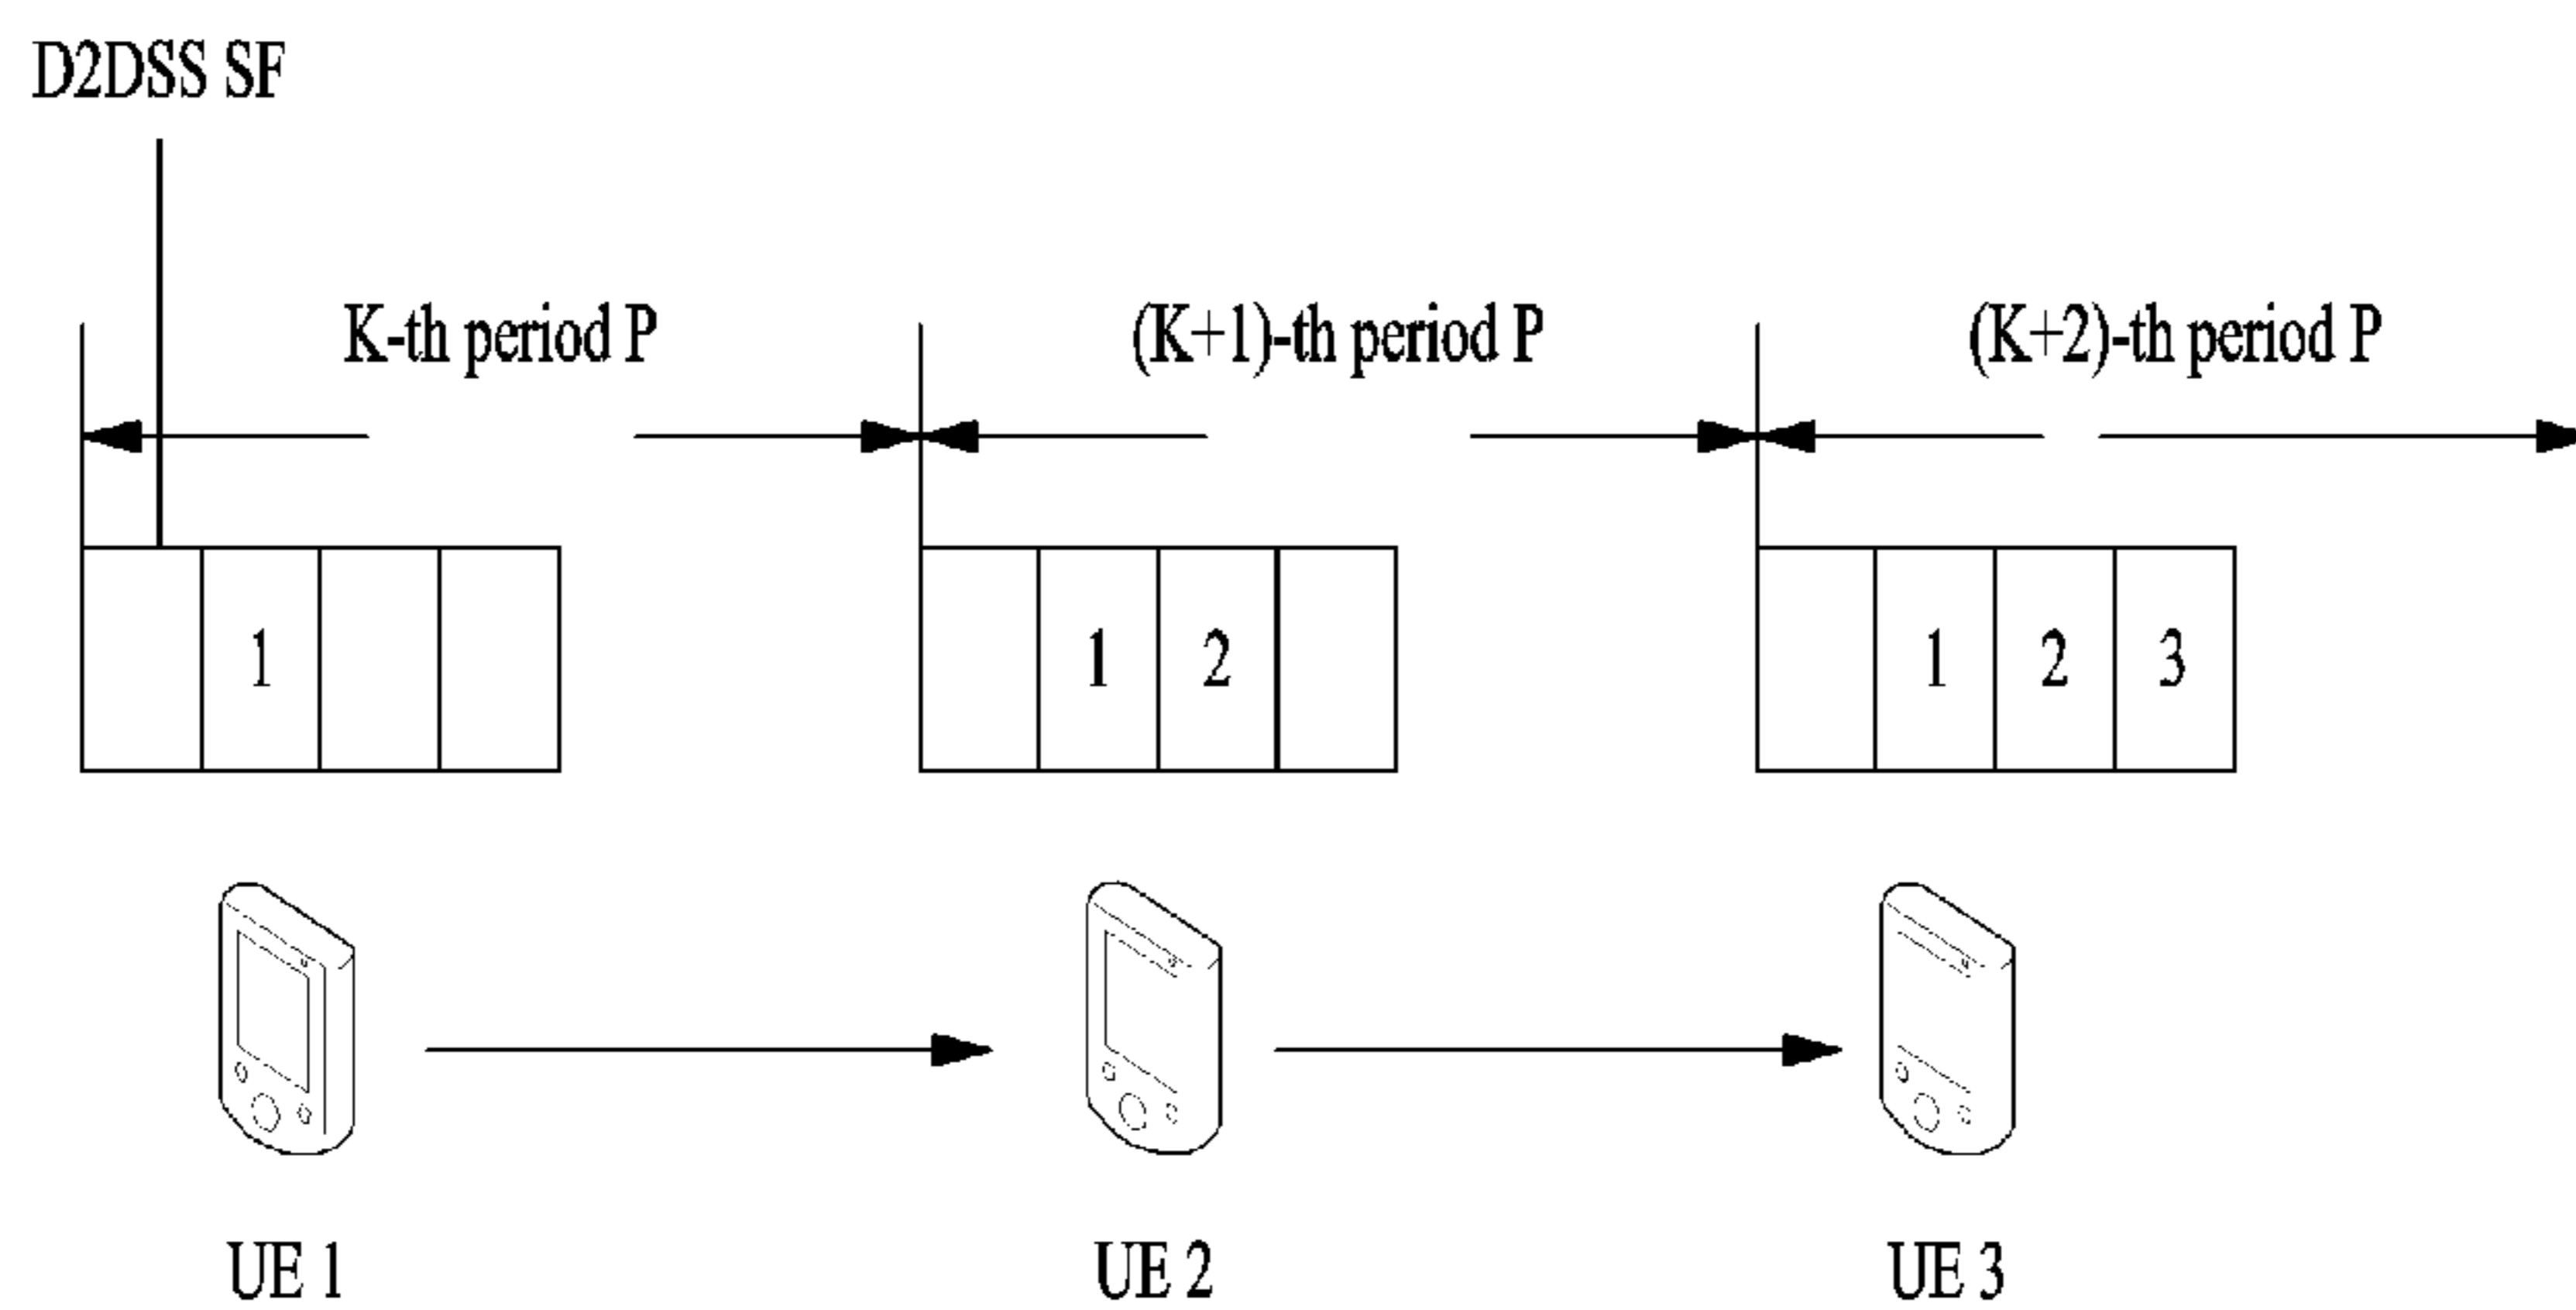 D2DSS SF
K-th period P (K+1)-th period P (K+2)-th period P
1 1 2 1 2 3
UE 1 UE 2 UE 3